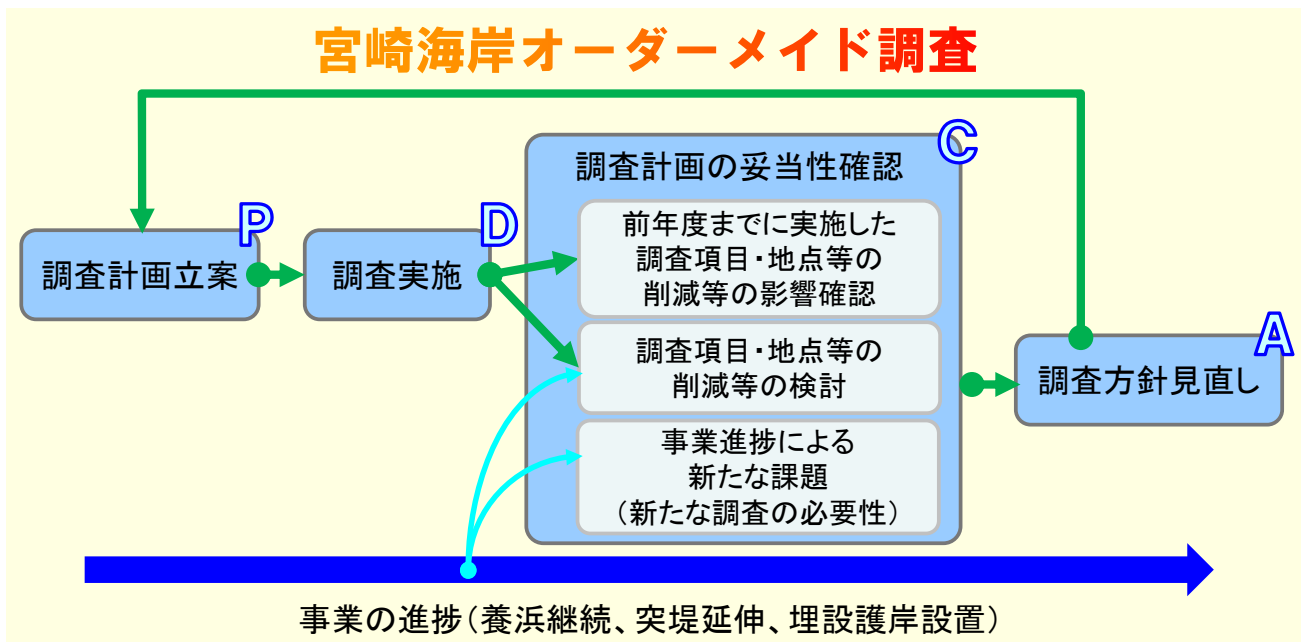 宮崎海岸オーダーメイド調査
P
調査計画立案
D
調査実施
C
調査計画の妥当性確認
前年度までに実施した
調査項目・地点等の
削減等の影響確認
調査項目・地点等の
削減等の検討
事業進捗による
新たな課題
（新たな調査の必要性）
A
調査方針見直し
事業の進捗（養浜継続、突堤延伸、埋設護岸設置）